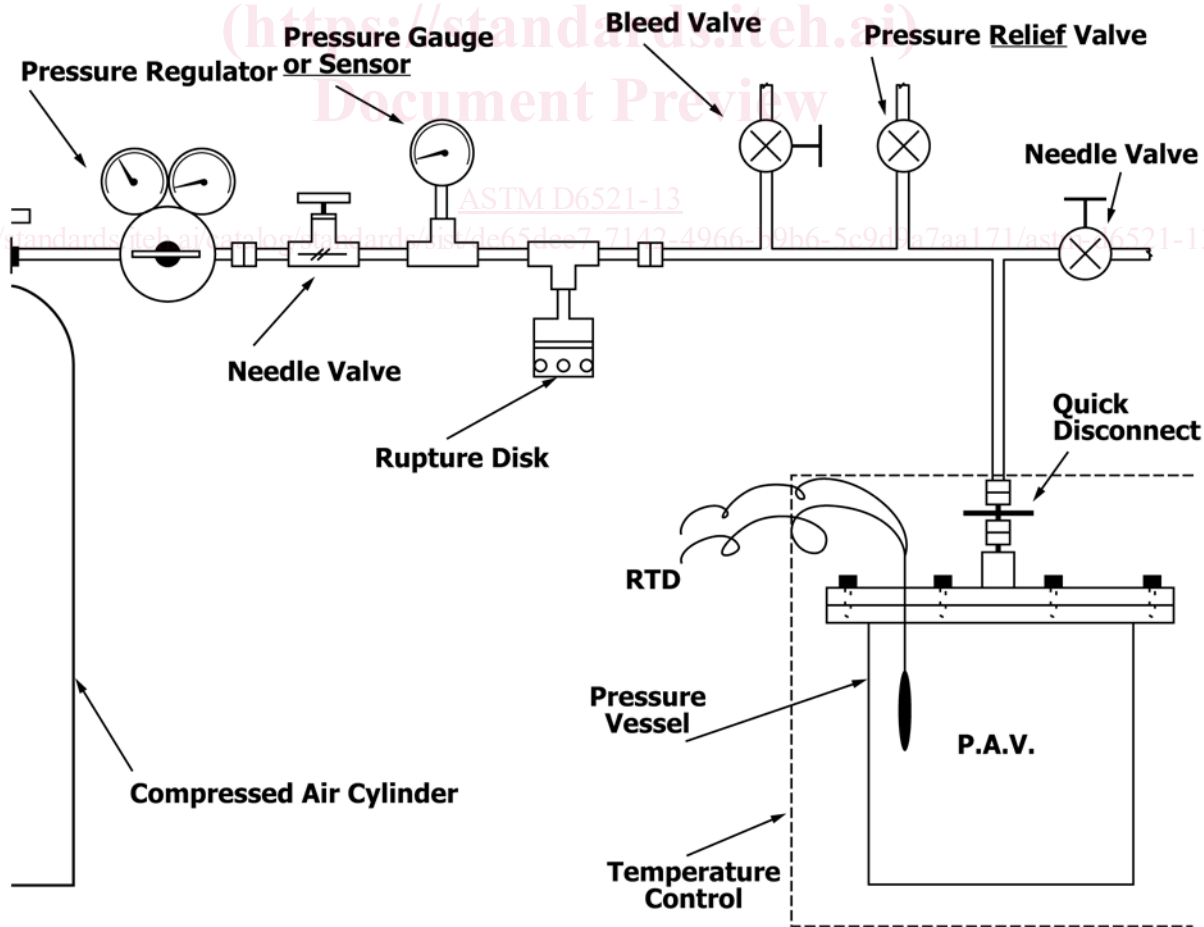 (https://standards.iteh.ai)
Document Preview
ASTM D6521-13
Pressure Regulator
Pressure Gauge
or Sensor
Bleed Valve
Pressure Relief Valve
Needle Valve
Needle Valve
Rupture Disk
Quick
Disconnect
RTD
Pressure
Vessel
P.A.V.
Compressed Air Cylinder
Temperature
Control